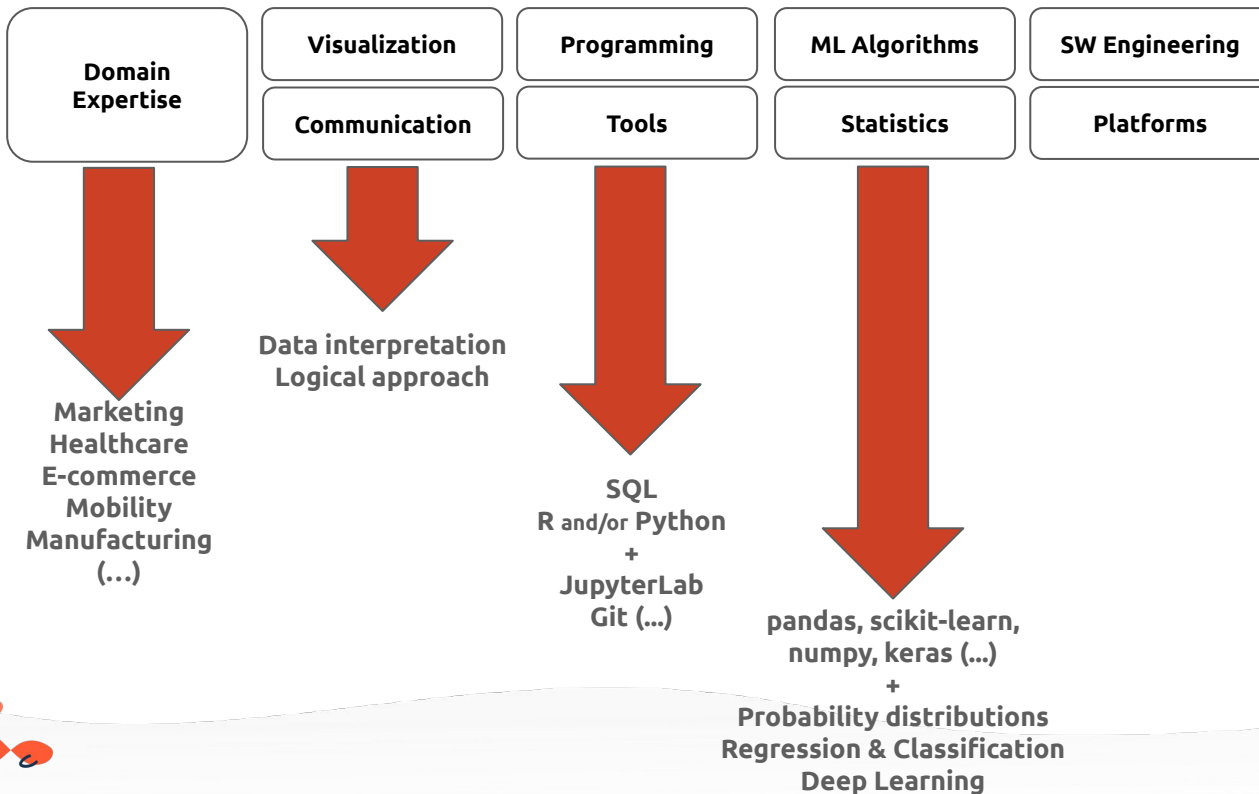 Domain
Expertise
Visualization
Communication
Programming
Tools
ML Algorithms
Statistics
SW Engineering
Platforms
Marketing
Healthcare
E-commerce
Mobility
Manufacturing
(...)
Data interpretation
Logical approach
SQL
R and/or Python
+
JupyterLab
Git (...)
pandas, scikit-learn,
numpy, keras (...)
+
Probability distributions
Regression & Classification
Deep Learning